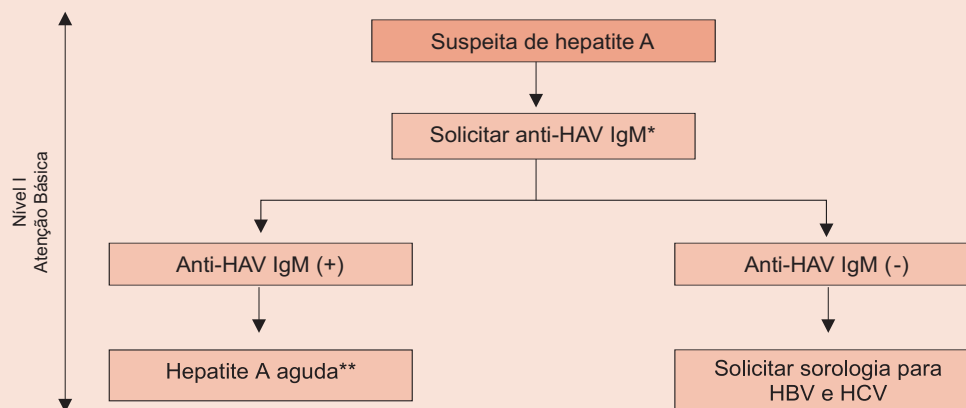 Nível I
Atenção Básica
Suspeita de hepatite A
Solicitar anti-HAV IgM*
Anti-HAV IgM (+)
Anti-HAV IgM (-)
Hepatite A aguda**
Solicitar sorologia para
HBV e HCV